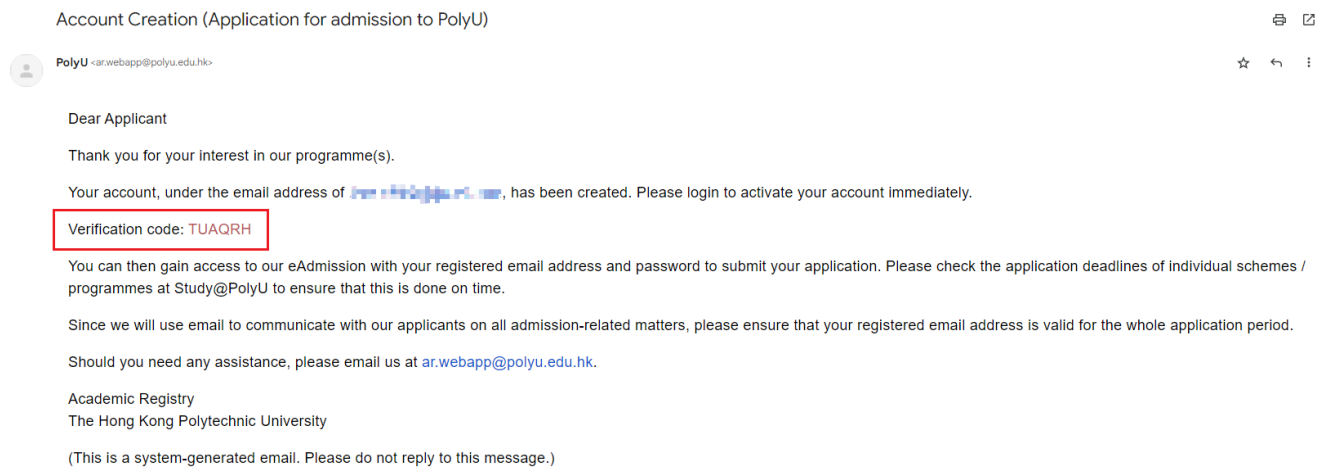 Account Creation (Application for admission to PolyU)
PolyU <ar.webapp@polyu.edu.hk>
Dear Applicant
Thank you for your interest in our programme(s).
Your account, under the email address of , has been created. Please login to activate your account immediately.
Verification code: TUAQRH
You can then gain access to our eAdmission with your registered email address and password to submit your application. Please check the application deadlines of individual schemes /
programmes at Study@PolyU to ensure that this is done on time.
Since we will use email to communicate with our applicants on all admission-related matters, please ensure that your registered email address is valid for the whole application period.
Should you need any assistance, please email us at ar.webapp@polyu.edu.hk.
Academic Registry
The Hong Kong Polytechnic University
(This is a system-generated email. Please do not reply to this message.)